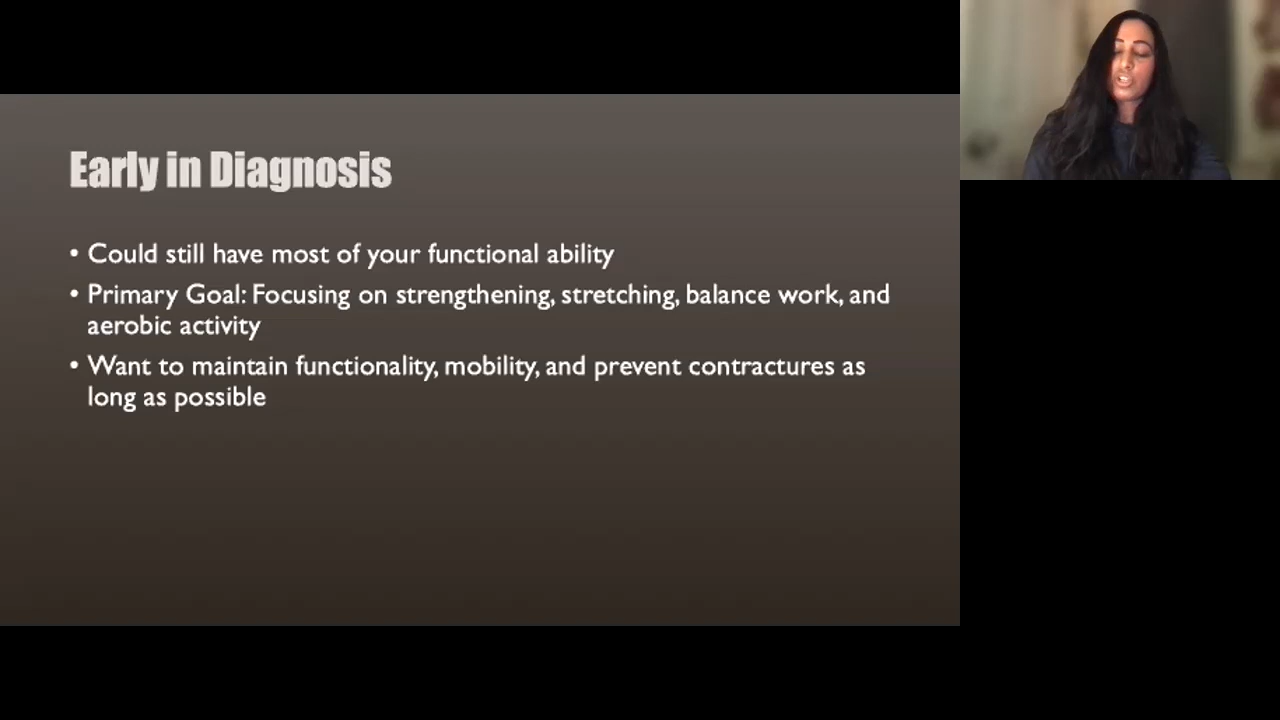 Early in Diagnosis
• Could still have most of your functional ability
• Primary Goal: Focusing on strengthening, stretching, balance work, and
aerobic activity
• Want to maintain functionality, mobility, and prevent contractures as
long as possible